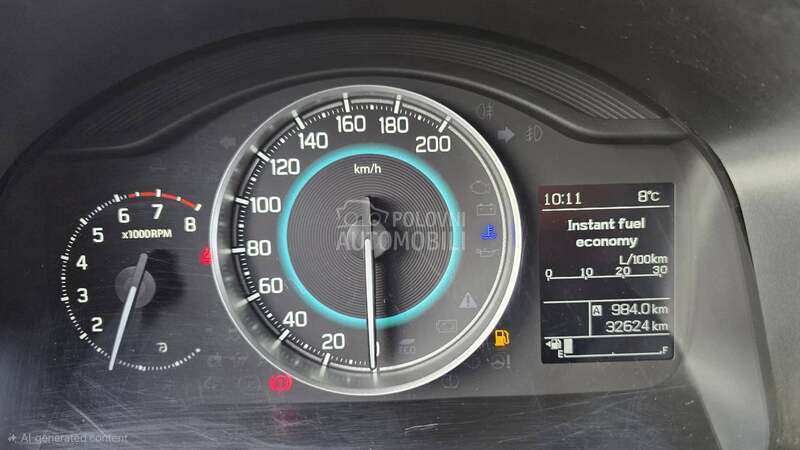 160
140
180
120
200
100
80
60
40
20
0
km/h
6
7
8
5
4
3
2
x1000RPM
POLOVNI
AUTOMOBILI
ECO
10:11
8°C
Instant fuel
economy
L/100km
0 10 20 30
A 984.0 km
32624 km
E F
AI-generated content